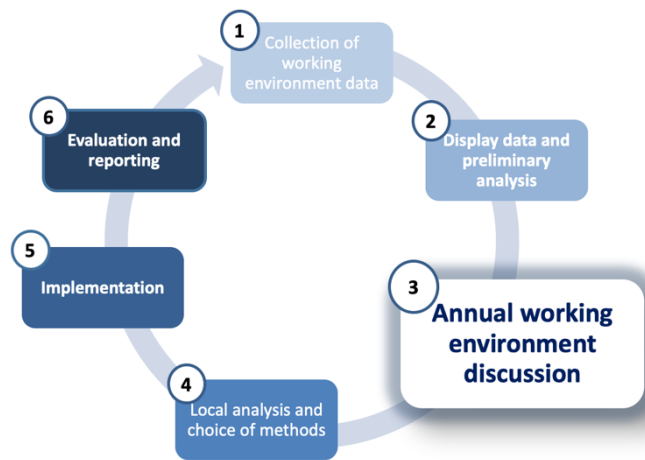 1
Collection of
working
environment data
2
Display data and
preliminary
analysis
3
Annual working
environment
discussion
4
Local analysis and
choice of methods
5
Implementation
6
Evaluation and
reporting